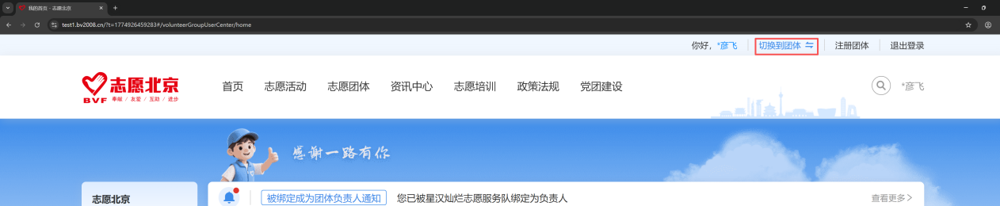 我的首页 - 志愿北京
test1.bv2008.cn/?t=1774926459283#/volunteerGroupUserCenter/home
你好，*彦飞 切换到团体 注册团体 退出登录
志愿北京
BVF 奉献 / 友爱 / 互助 / 进步
首页 志愿活动 志愿团体 资讯中心 志愿培训 政策法规 党团建设
*彦飞
感谢一路有你
志愿北京
被绑定成为团体负责人通知 您已被星汉灿烂志愿服务队绑定为负责人 查看更多